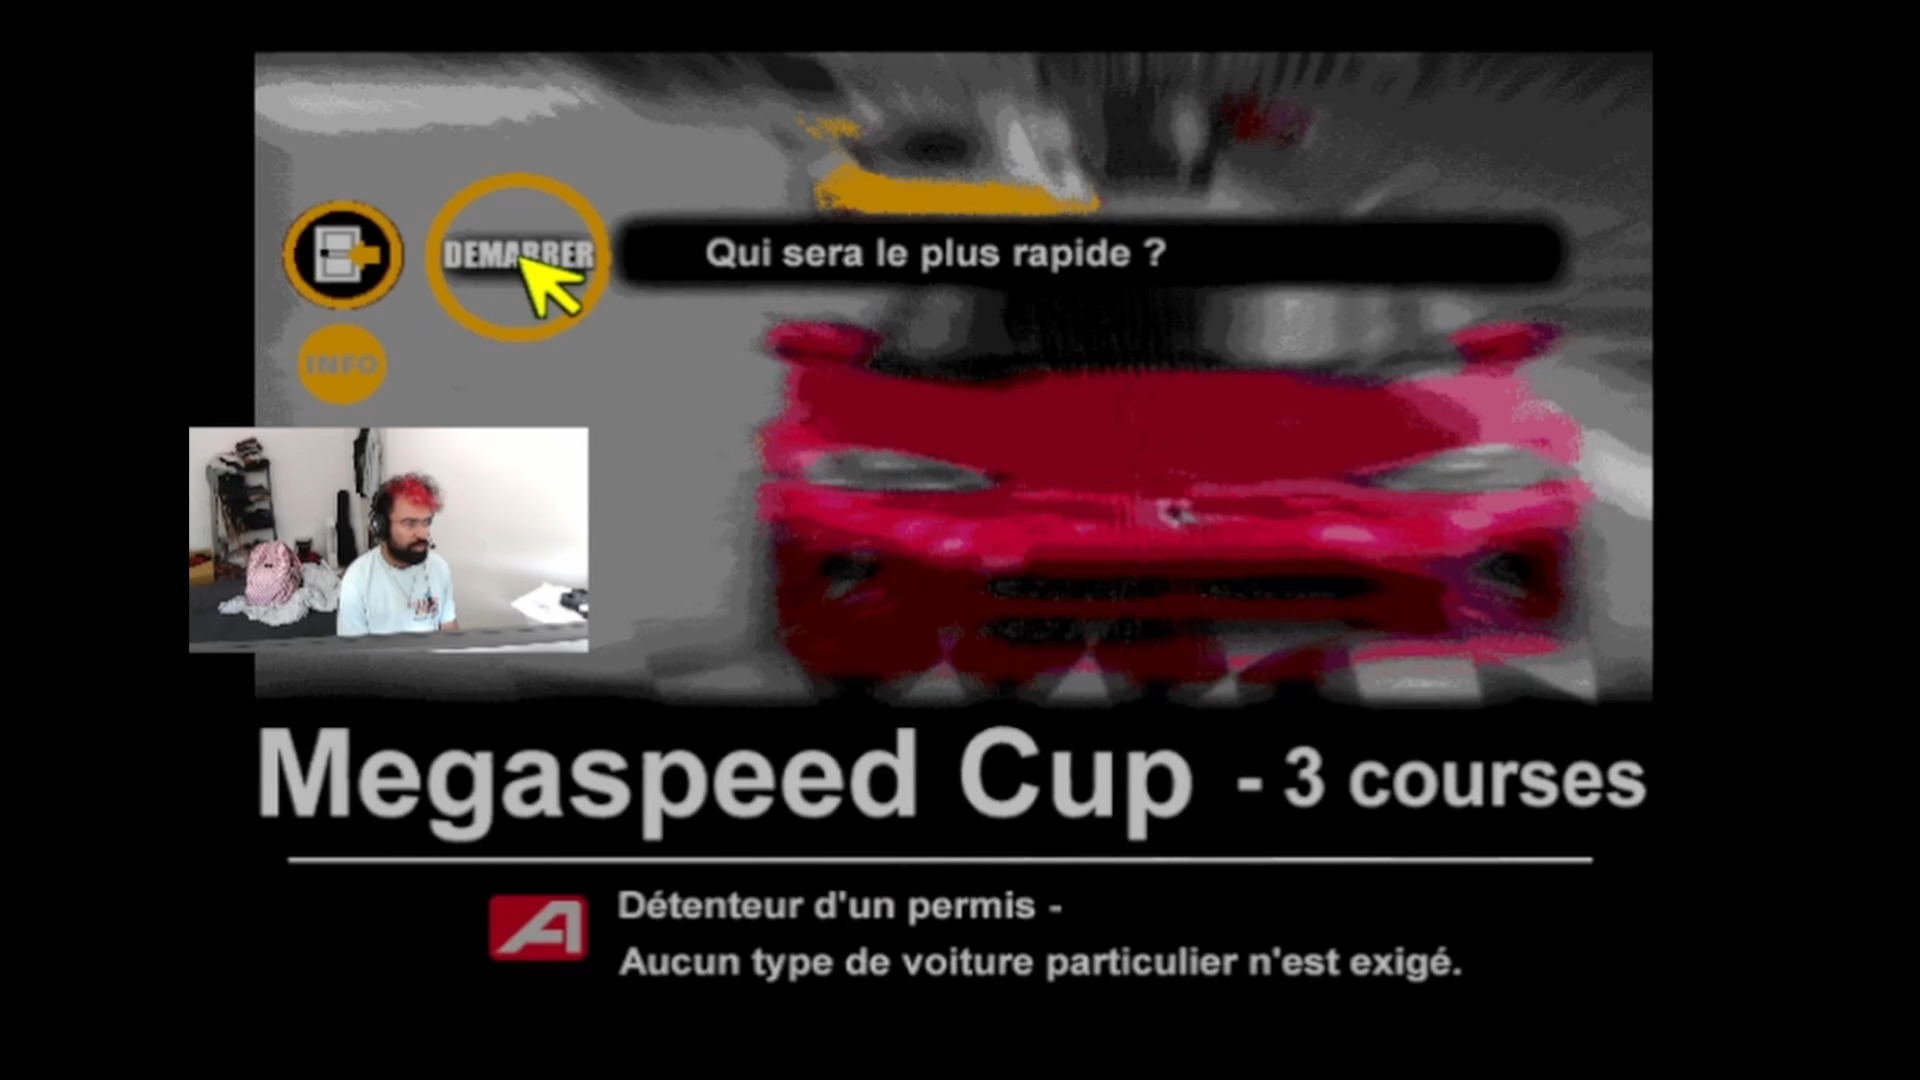 DEMARRER
Qui sera le plus rapide ?
INFO
Megaspeed Cup - 3 courses
A
Détenteur d'un permis -
Aucun type de voiture particulier n'est exigé.